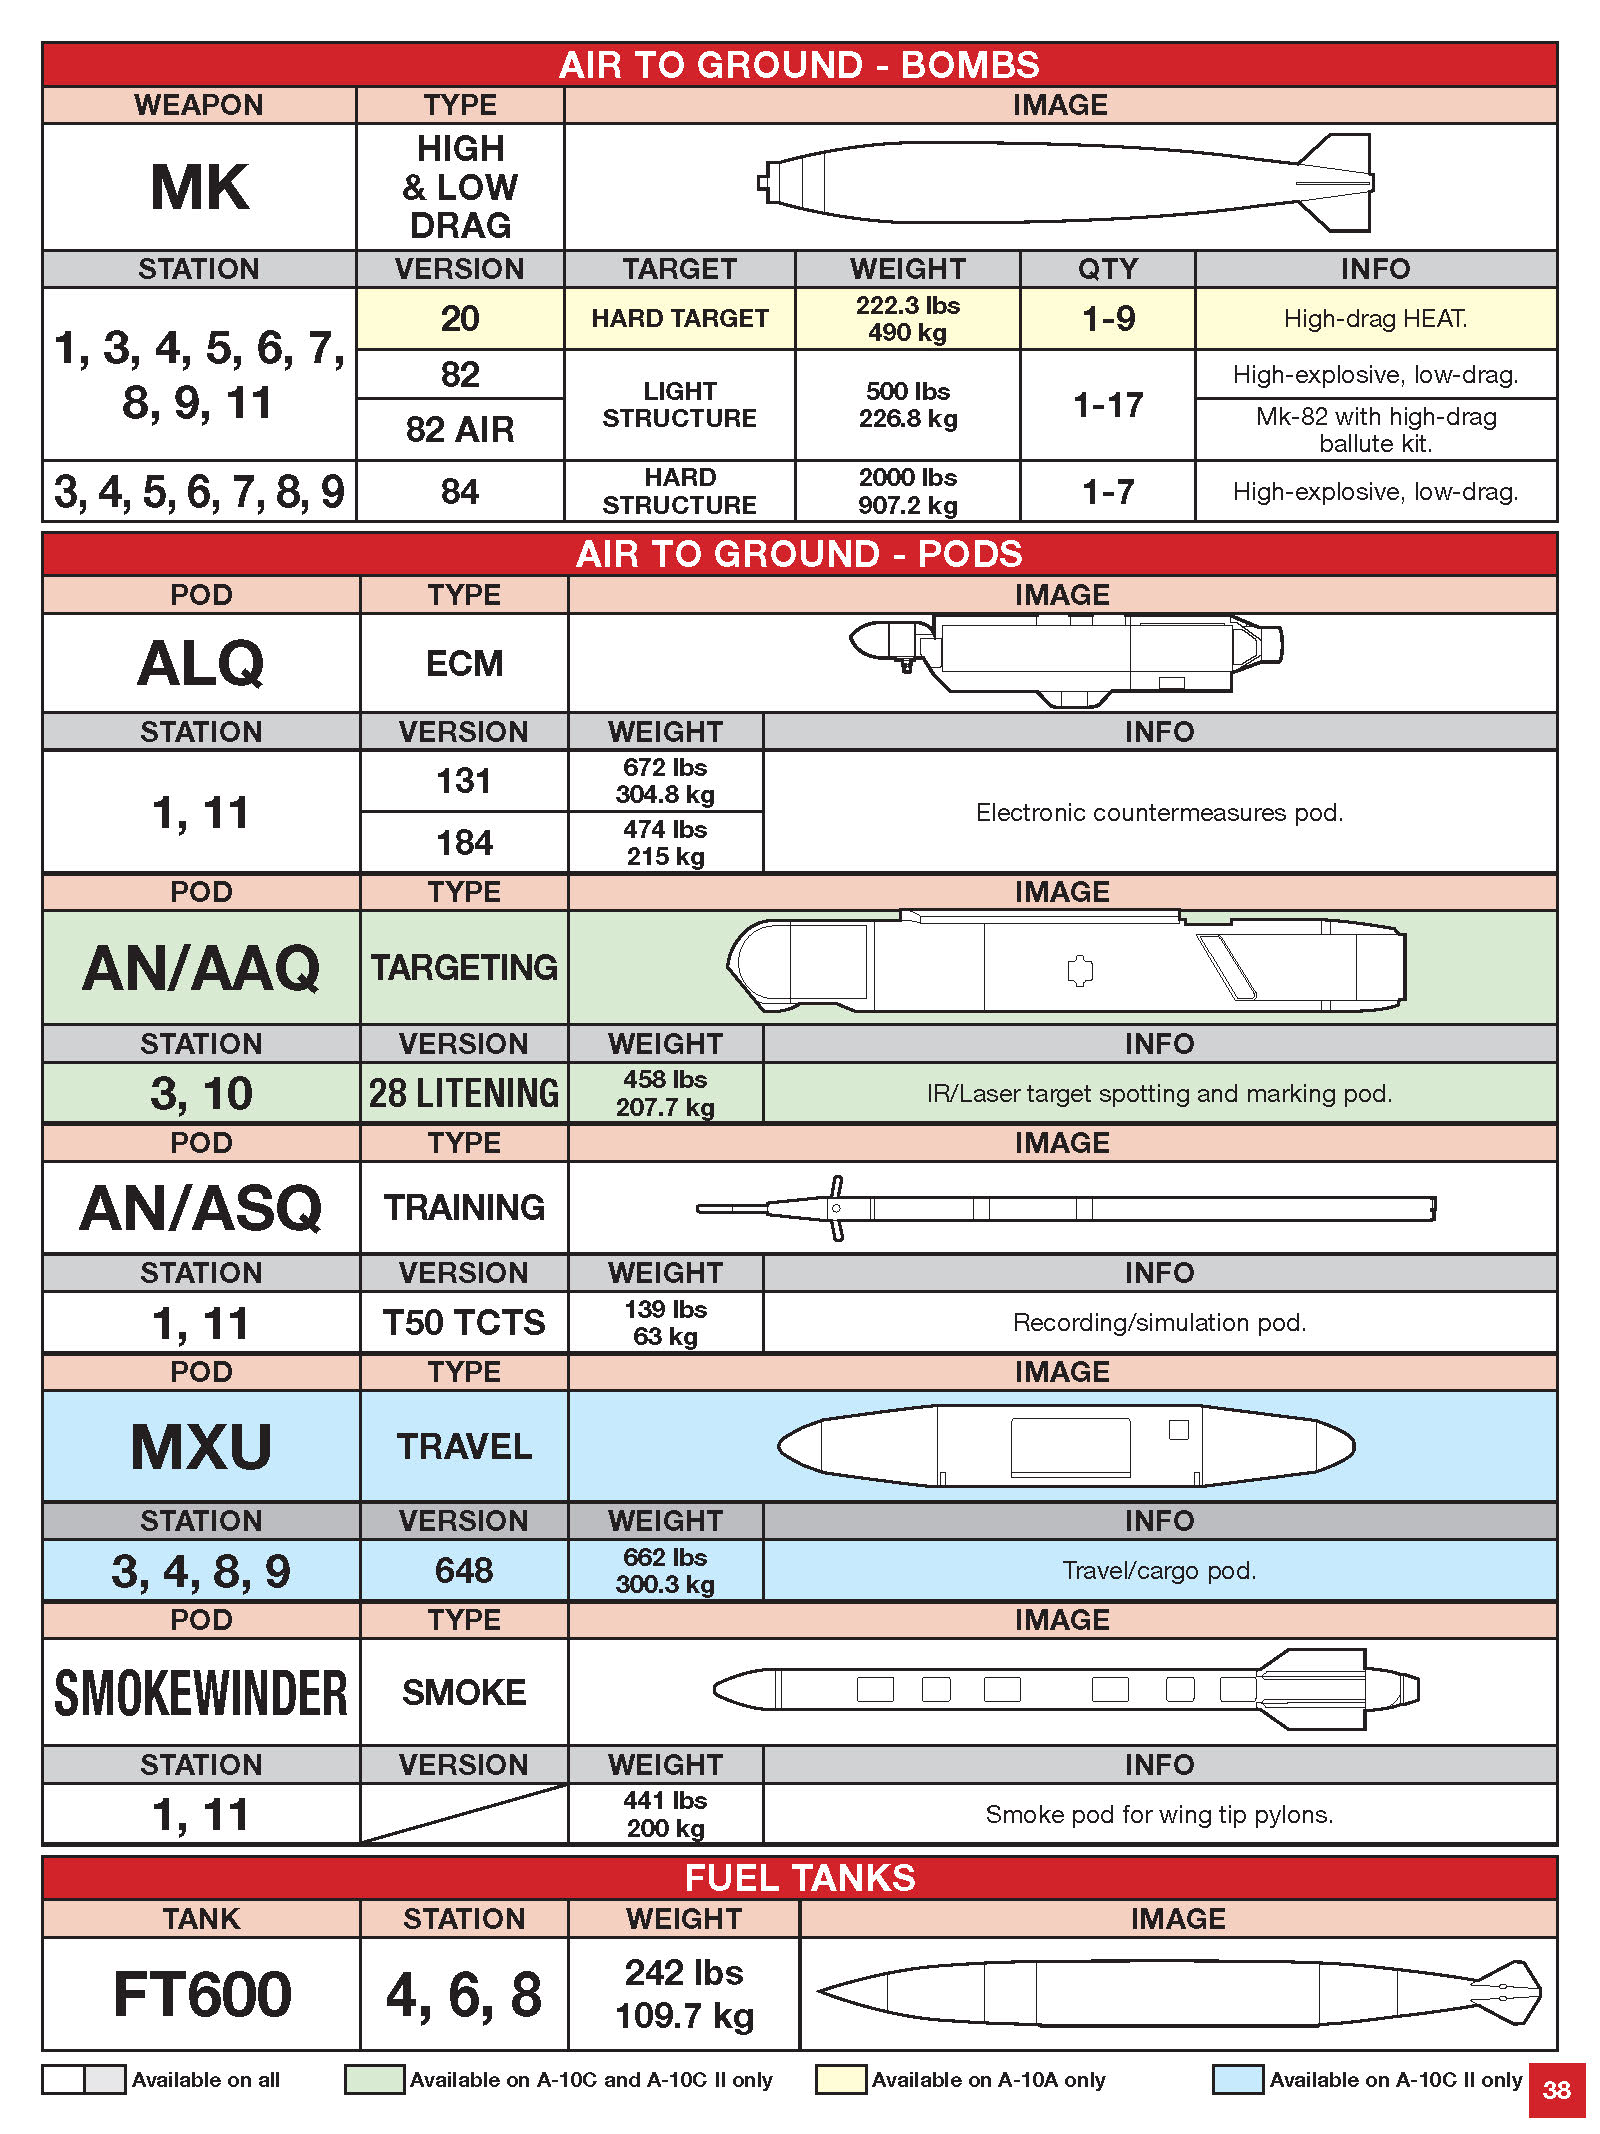 AIR TO GROUND - BOMBS
WEAPON TYPE IMAGE
MK
HIGH
& LOW
DRAG
STATION VERSION TARGET WEIGHT QTY INFO
1, 3, 4, 5, 6, 7,
8, 9, 11
20
HARD TARGET
222.3 lbs
490 kg
1-9
High-drag HEAT.
82
LIGHT
STRUCTURE
500 lbs
226.8 kg
1-17
High-explosive, low-drag.
82 AIR
Mk-82 with high-drag
ballute kit.
3, 4, 5, 6, 7, 8, 9
84
HARD
STRUCTURE
2000 lbs
907.2 kg
1-7
High-explosive, low-drag.
AIR TO GROUND - PODS
POD TYPE IMAGE
ALQ ECM
STATION VERSION WEIGHT INFO
1, 11
131
672 lbs
304.8 kg
184
474 lbs
215 kg
Electronic countermeasures pod.
POD TYPE IMAGE
AN/AAQ TARGETING
STATION VERSION WEIGHT INFO
3, 10
28 LITENING
458 lbs
207.7 kg
IR/Laser target spotting and marking pod.
POD TYPE IMAGE
AN/ASQ TRAINING
STATION VERSION WEIGHT INFO
1, 11
T50 TCTS
139 lbs
63 kg
Recording/simulation pod.
POD TYPE IMAGE
MXU TRAVEL
STATION VERSION WEIGHT INFO
3, 4, 8, 9
648
662 lbs
300.3 kg
Travel/cargo pod.
POD TYPE IMAGE
SMOKEWINDER SMOKE
STATION VERSION WEIGHT INFO
1, 11
441 lbs
200 kg
Smoke pod for wing tip pylons.
FUEL TANKS
TANK STATION WEIGHT IMAGE
FT600
4, 6, 8
242 lbs
109.7 kg
Available on all
Available on A-10C and A-10C II only
Available on A-10A only
Available on A-10C II only
38